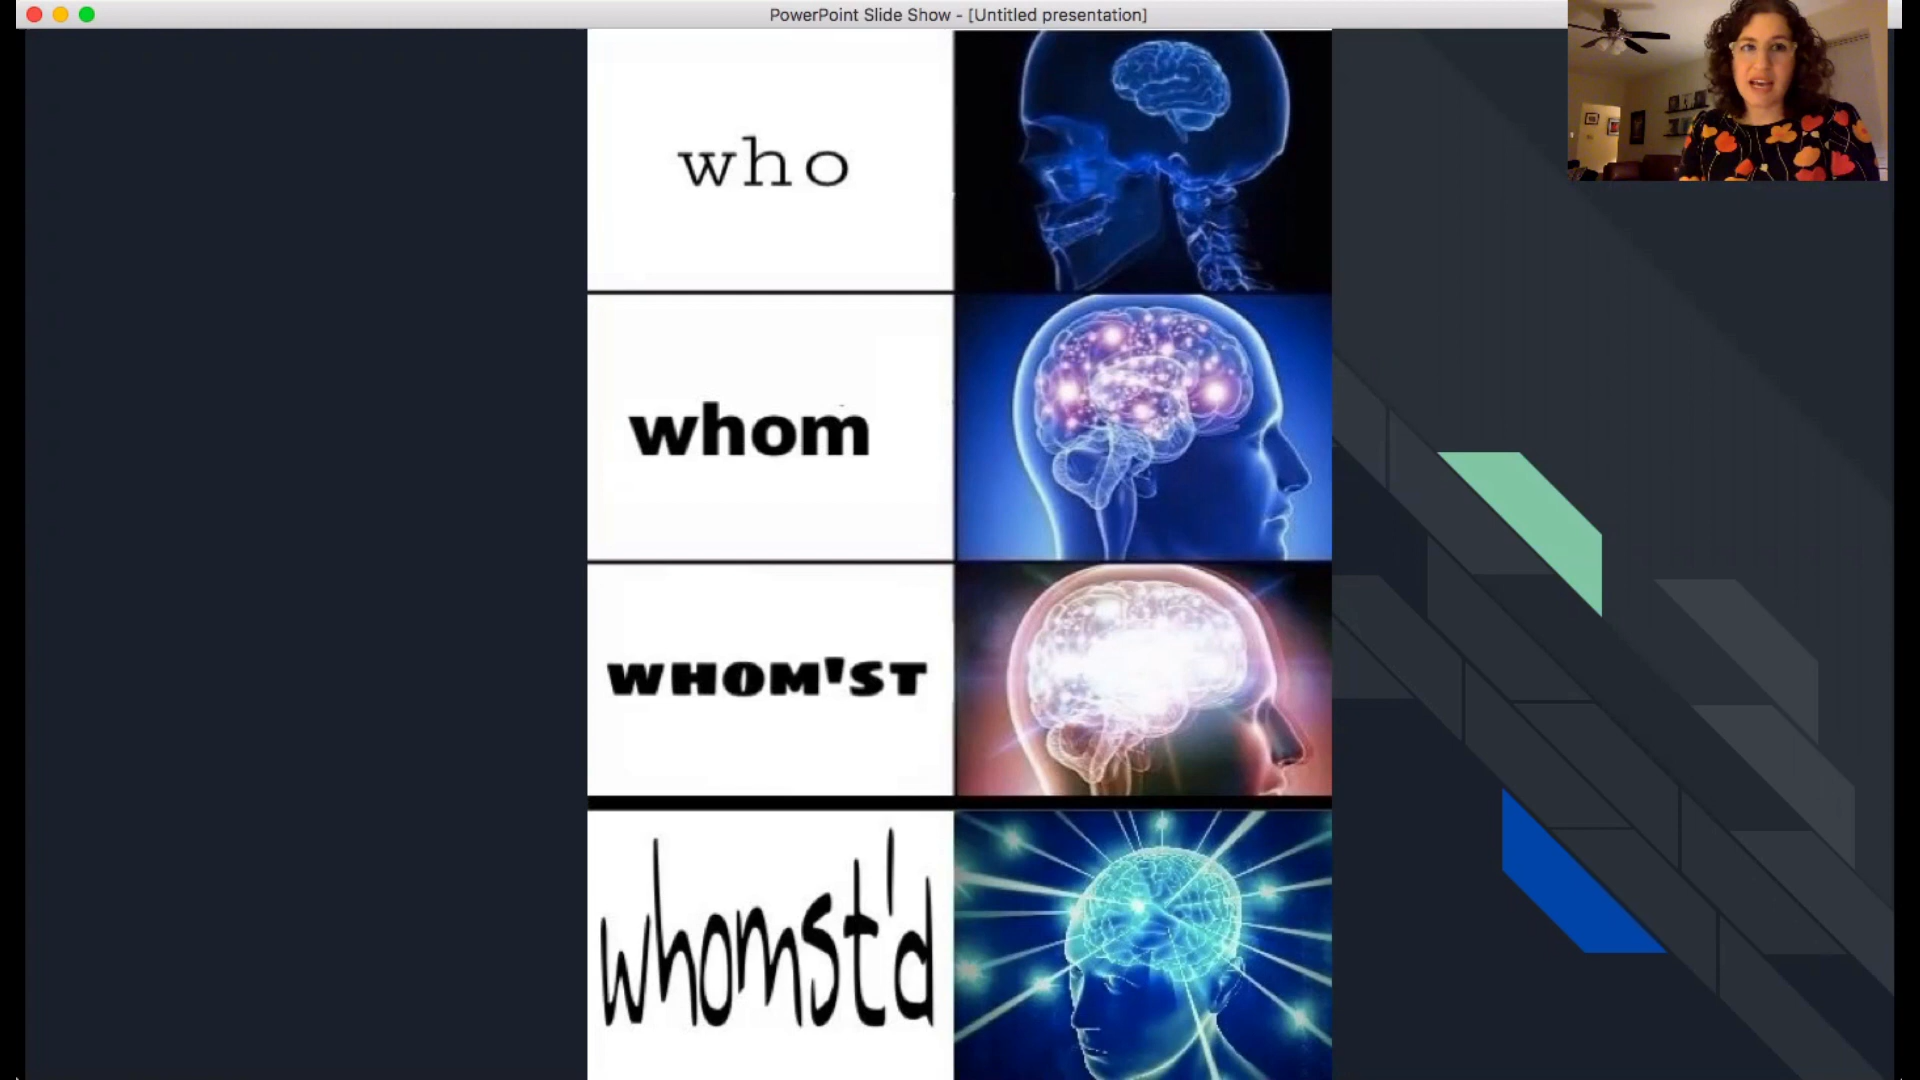 PowerPoint Slide Show - [Untitled presentation]
who
whom
WHOM'ST
whomst'd